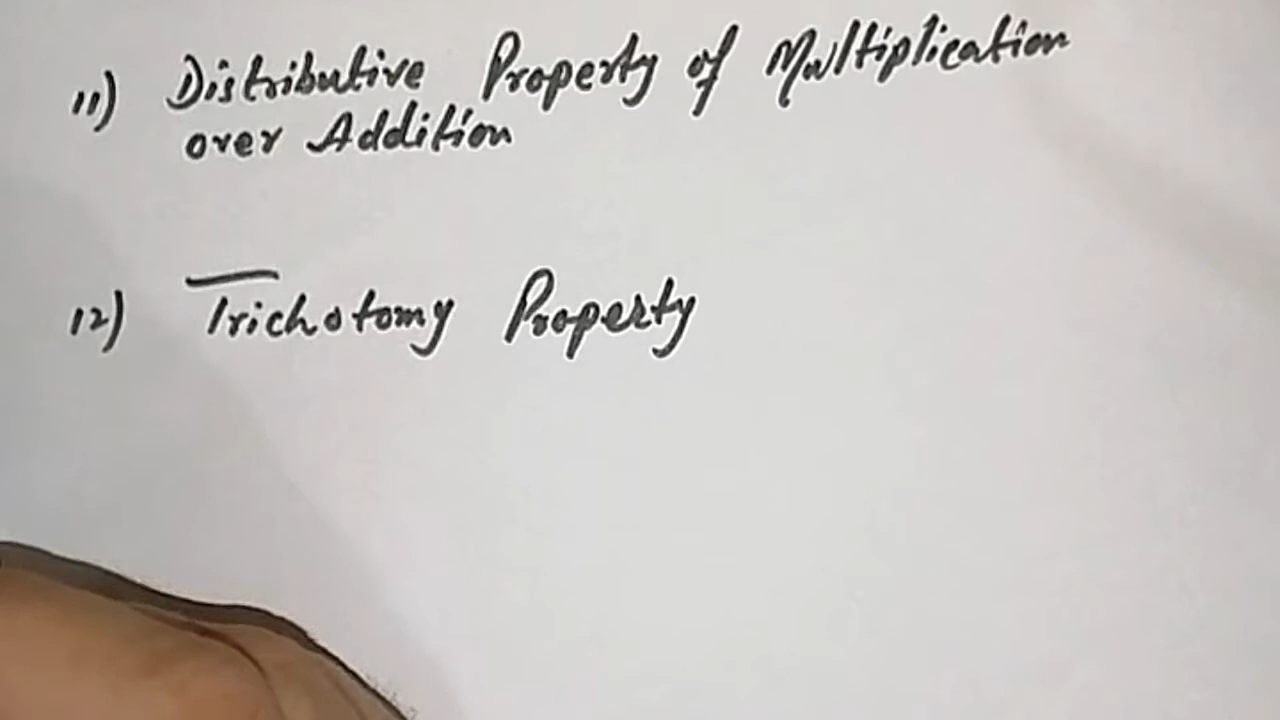 11) Distributive Property of Multiplication
over Addition
12) Trichotomy Property